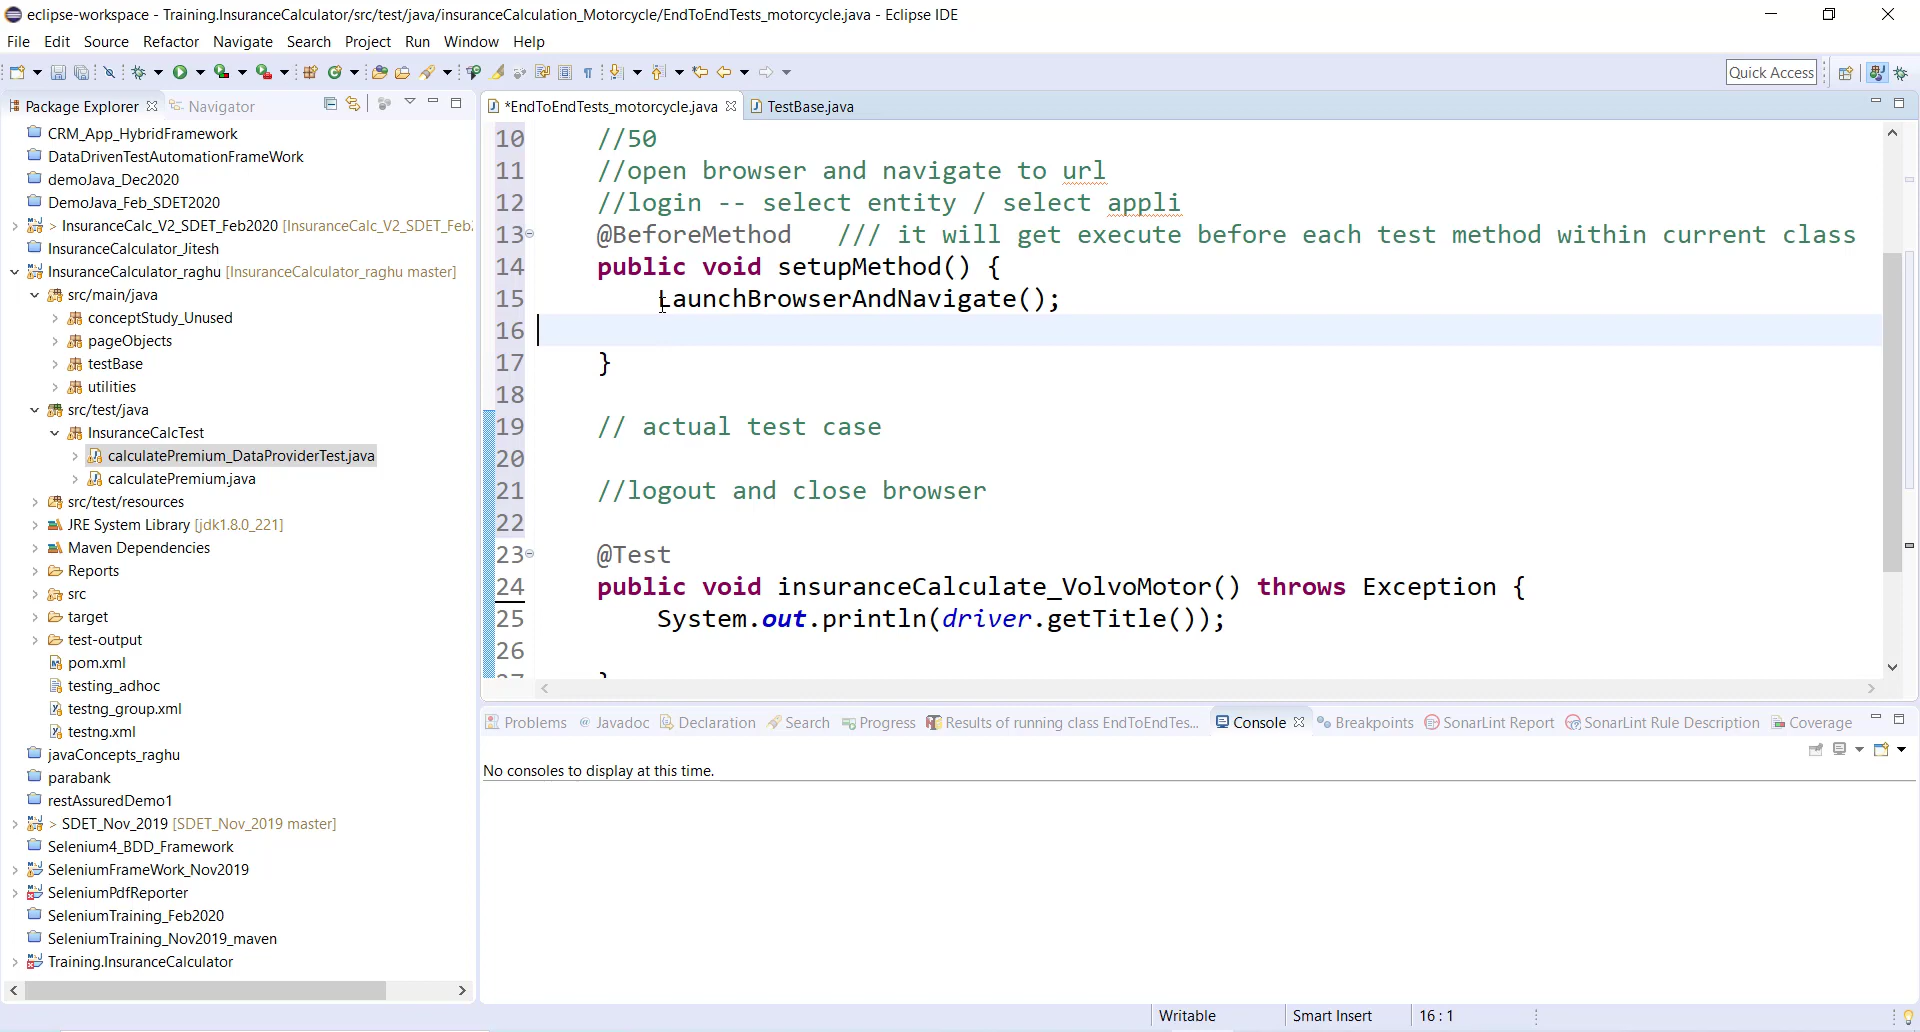 eclipse-workspace - Training.InsuranceCalculator/src/test/java/insuranceCalculation_Motorcycle/EndToEndTests_motorcycle.java - Eclipse IDE
File Edit Source Refactor Navigate Search Project Run Window Help
Quick Access
Package Explorer Navigator
CRM_App_HybridFramework
DataDrivenTestAutomationFrameWork
demoJava_Dec2020
DemoJava_Feb_SDET2020
> InsuranceCalc_V2_SDET_Feb2020 [InsuranceCalc_V2_SDET_Feb2
InsuranceCalculator_Jitesh
InsuranceCalculator_raghu [InsuranceCalculator_raghu master]
src/main/java
conceptStudy_Unused
pageObjects
testBase
utilities
src/test/java
InsuranceCalcTest
calculatePremium_DataProviderTest.java
calculatePremium.java
src/test/resources
JRE System Library [jdk1.8.0_221]
Maven Dependencies
Reports
src
target
test-output
pom.xml
testing_adhoc
testng_group.xml
testng.xml
javaConcepts_raghu
parabank
restAssuredDemo1
> SDET_Nov_2019 [SDET_Nov_2019 master]
Selenium4_BDD_Framework
SeleniumFrameWork_Nov2019
SeleniumPdfReporter
SeleniumTraining_Feb2020
SeleniumTraining_Nov2019_maven
Training.InsuranceCalculator
*EndToEndTests_motorcycle.java TestBase.java
10 //50
11 //open browser and navigate to url
12 //login -- select entity / select appli
13 @BeforeMethod /// it will get execute before each test method within current class
14 public void setupMethod() {
15 LaunchBrowserAndNavigate();
16
17 }
18
19 // actual test case
20
21 //logout and close browser
22
23 @Test
24 public void insuranceCalculate_VolvoMotor() throws Exception {
25 System.out.println(driver.getTitle());
26
27 }
Problems @ Javadoc Declaration Search Progress Results of running class EndToEndTes... Console Breakpoints SonarLint Report SonarLint Rule Description Coverage
No consoles to display at this time.
Writable Smart Insert 16 : 1